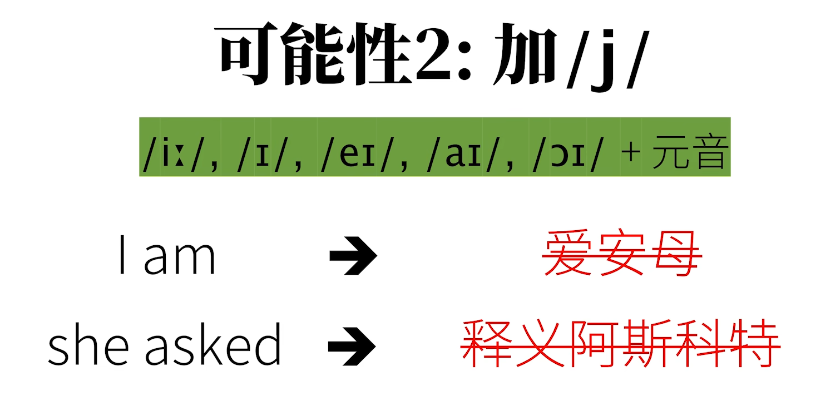 可能性2: 加/j/
/iː/, /ɪ/, /eɪ/, /aɪ/, /ɔɪ/ + 元音
I am ➔ 爱安母
she asked ➔ 释义阿斯科特